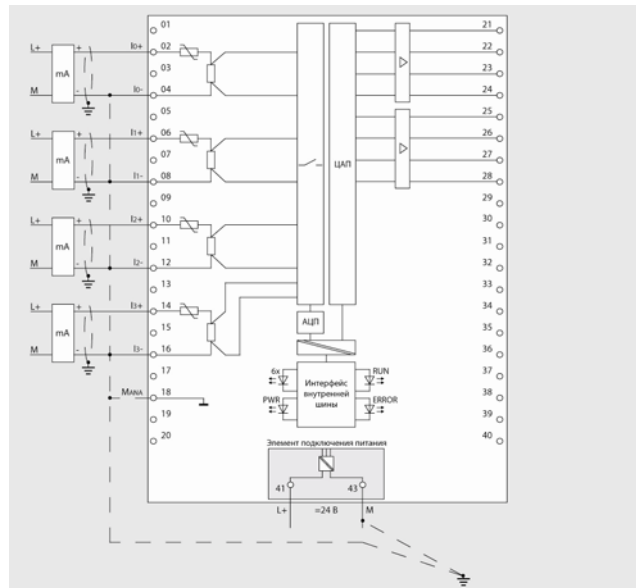 01 21
L+ + I0+ 02 22
mA 03 23
M - I0- 04 24
05 25
L+ + I1+ 06 26
mA 07 ЦАП 27
M - I1- 08 28
09 29
L+ + I2+ 10 30
mA 11 31
M - I2- 12 32
13 33
L+ + I3+ 14 34
mA 15 АЦП 35
M - I3- 16 36
17 37
6x RUN
Интерфейс
внутренней
шины
PWR ERROR
MANA 18 38
19 39
20 40
Элемент подключения питания
41 43
L+ =24 В M